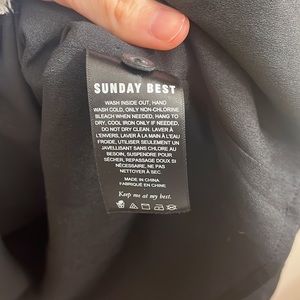 SUNDAY BEST
WASH INSIDE OUT, HAND
WASH COLD, ONLY NON-CHLORINE
BLEACH WHEN NEEDED, HANG TO
DRY, COOL IRON ONLY IF NEEDED,
DO NOT DRY CLEAN. LAVER À
L'ENVERS, LAVER À LA MAIN À L'EAU
FROIDE, UTILISER SEULEMENT UN
JAVELLISANT SANS CHLORE AU
BESOIN, SUSPENDRE POUR
SÉCHER, REPASSAGE DOUX SI
NÉCESSAIRE, NE PAS
NETTOYER À SEC
MADE IN CHINA
FABRIQUÉ EN CHINE
Keep me at my best.